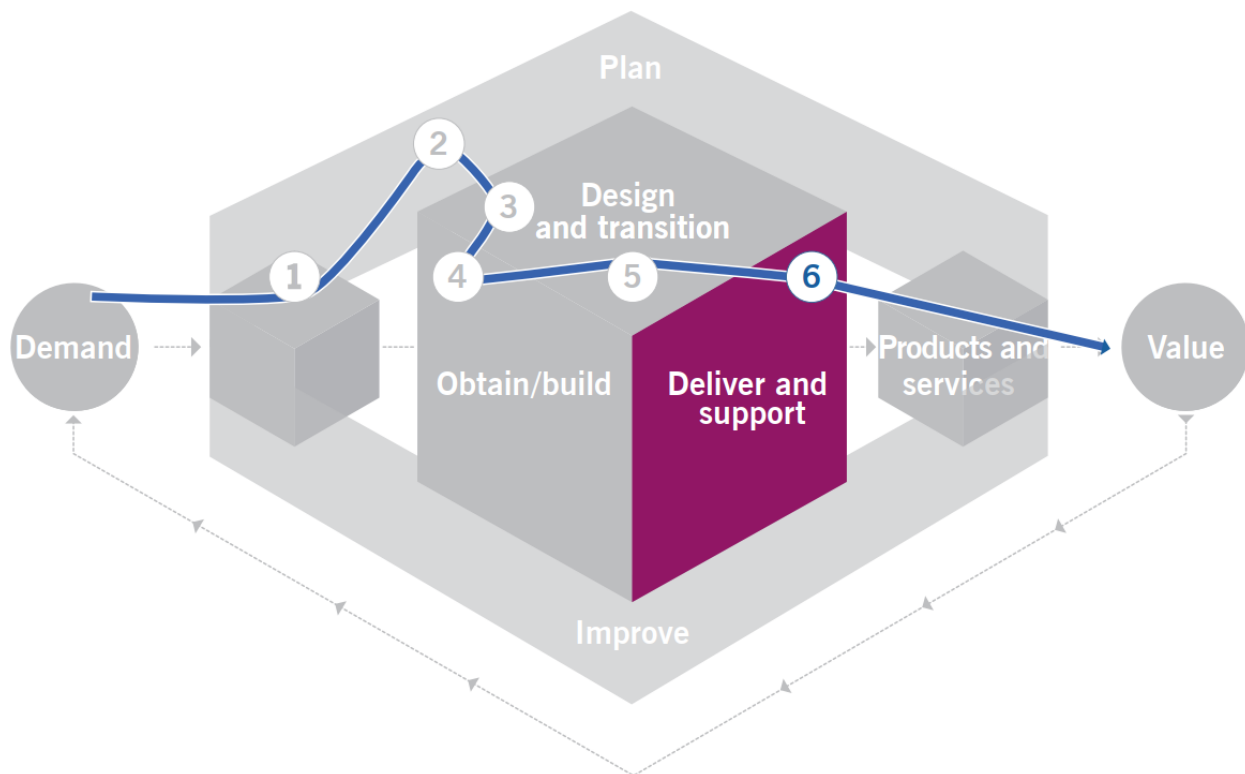 Plan
2
3
Design
and transition
1
4
5
6
Demand
Products and
Value
Obtain/build
Deliver and
services
support
Improve